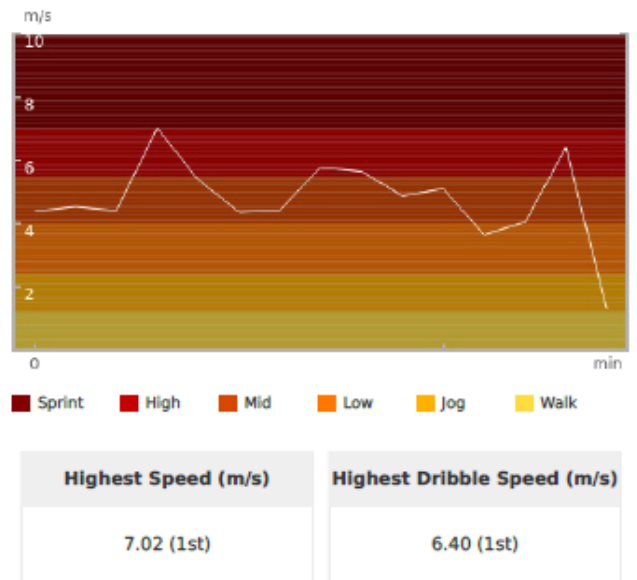 m/s
10
8
6
4
2
0 min
Sprint High Mid Low Jog Walk
Highest Speed (m/s) Highest Dribble Speed (m/s)
7.02 (1st) 6.40 (1st)